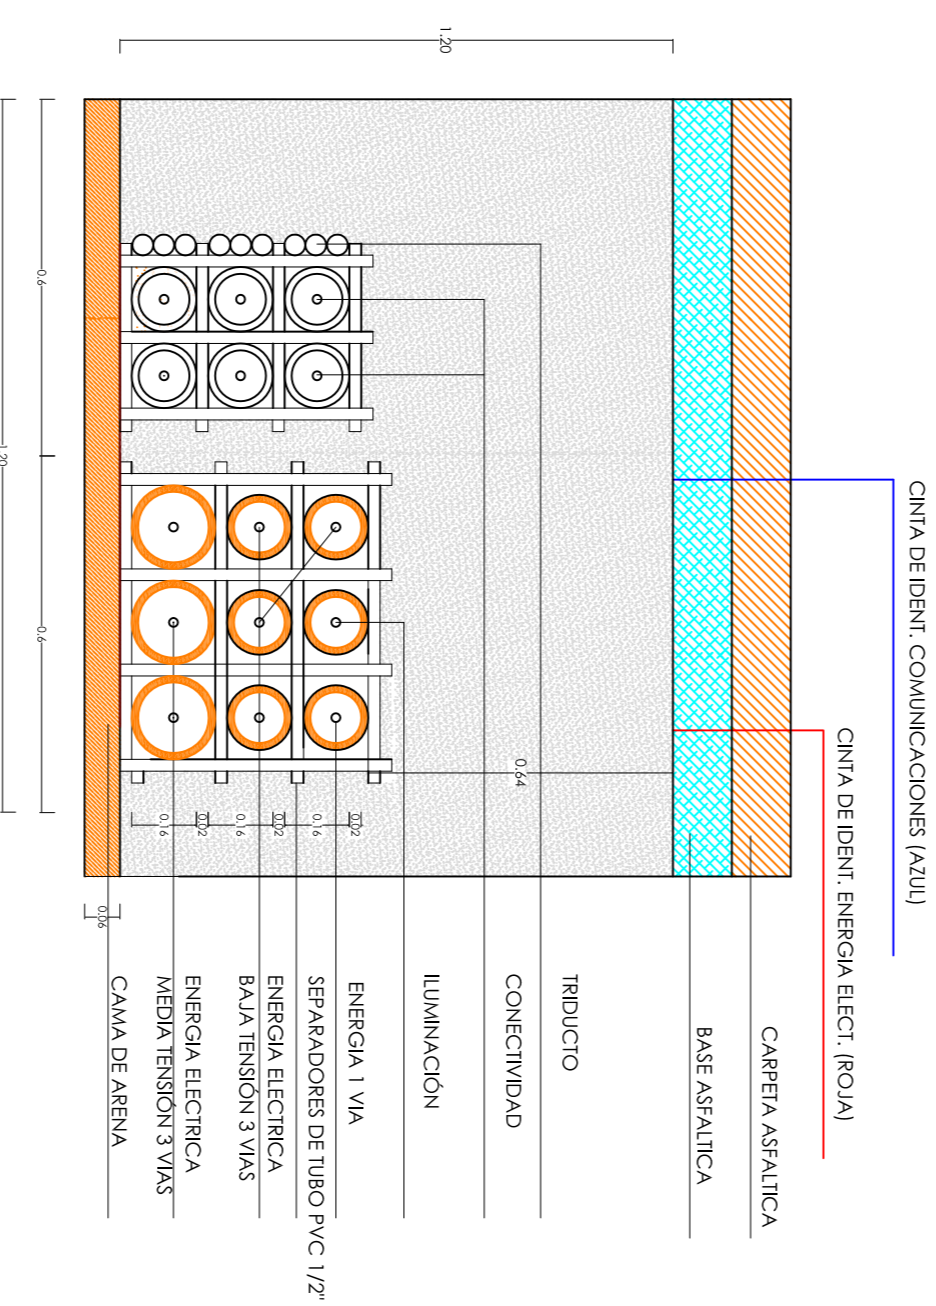 CINTA DE IDENT. COMUNICACIONES (AZUL)
CINTA DE IDENT. ENERGIA ELECT. (ROJA)
CARPETA ASFALTICA
BASE ASFALTICA
TRIDUCTO
CONECTIVIDAD
ILUMINACIÓN
ENERGIA 1 VIA
SEPARADORES DE TUBO PVC 1/2"
ENERGIA ELECTRICA
BAJA TENSIÓN 3 VIAS
ENERGIA ELECTRICA
MEDIA TENSIÓN 3 VIAS
CAMA DE ARENA
1.20
0.64
0.02
0.16
0.02
0.16
0.02
0.16
0.06
0.6
0.6
1.20